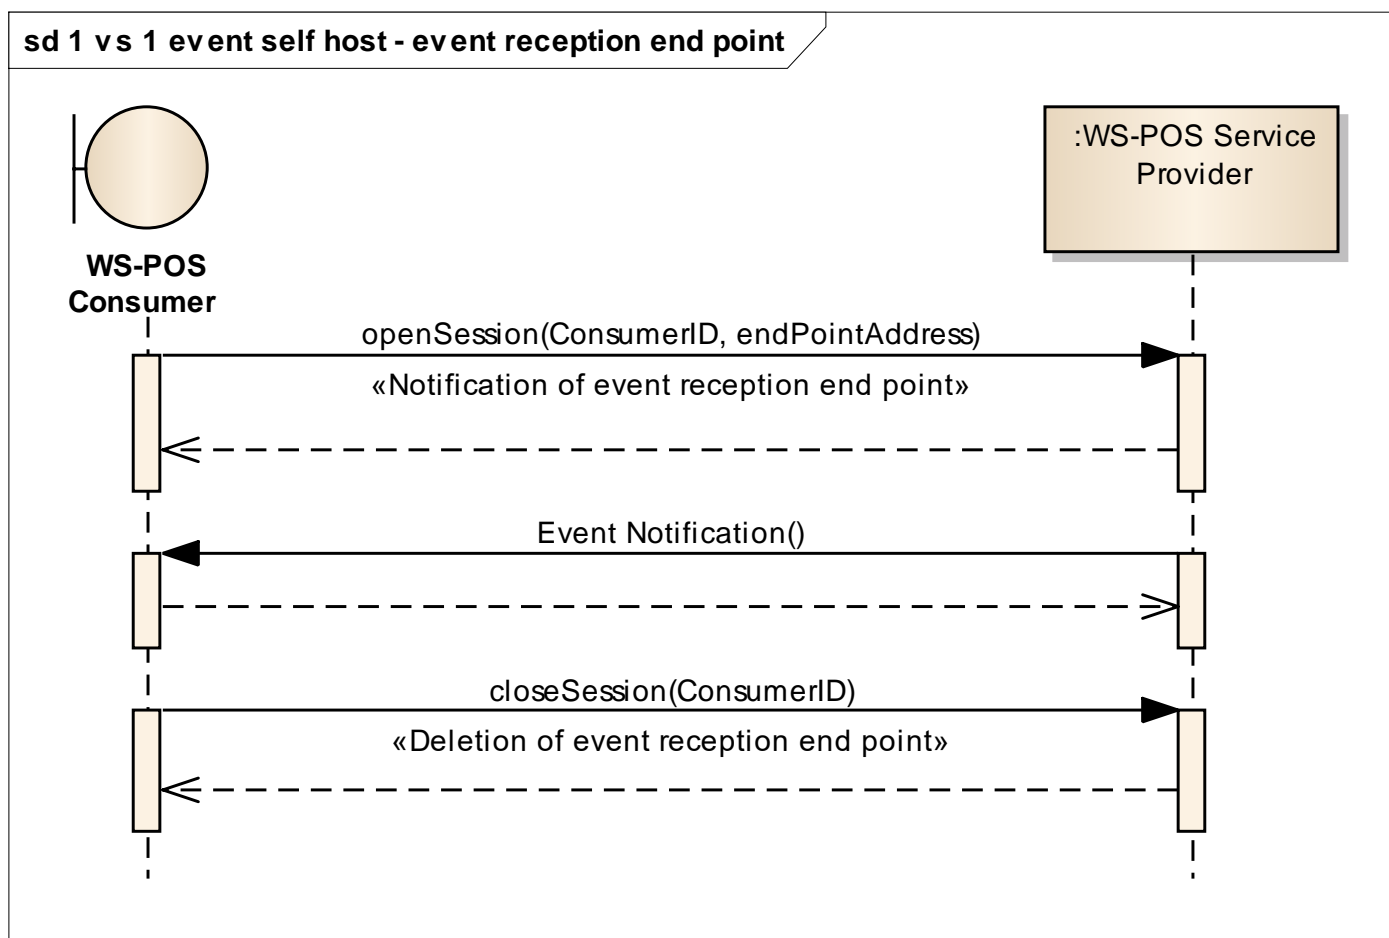 sd 1 vs 1 event self host - event reception end point
:WS-POS Service
Provider
WS-POS
Consumer
openSession(ConsumerID, endPointAddress)
«Notification of event reception end point»
Event Notification()
closeSession(ConsumerID)
«Deletion of event reception end point»